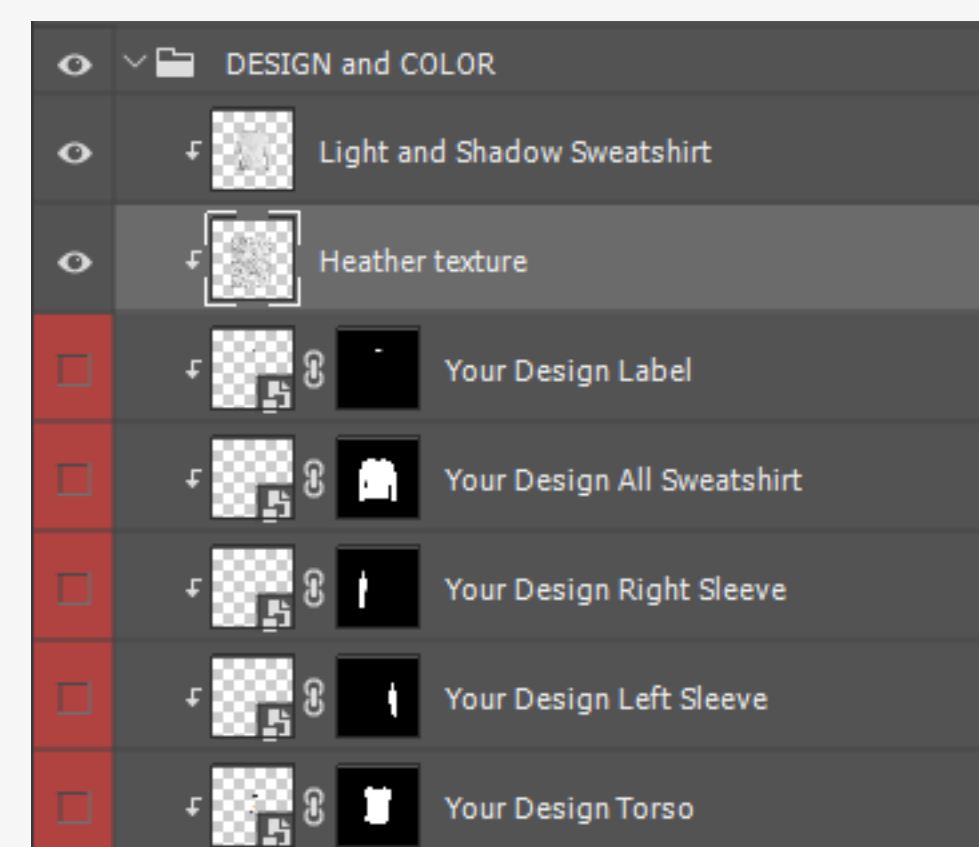 DESIGN and COLOR
Light and Shadow Sweatshirt
Heather texture
Your Design Label
Your Design All Sweatshirt
Your Design Right Sleeve
Your Design Left Sleeve
Your Design Torso